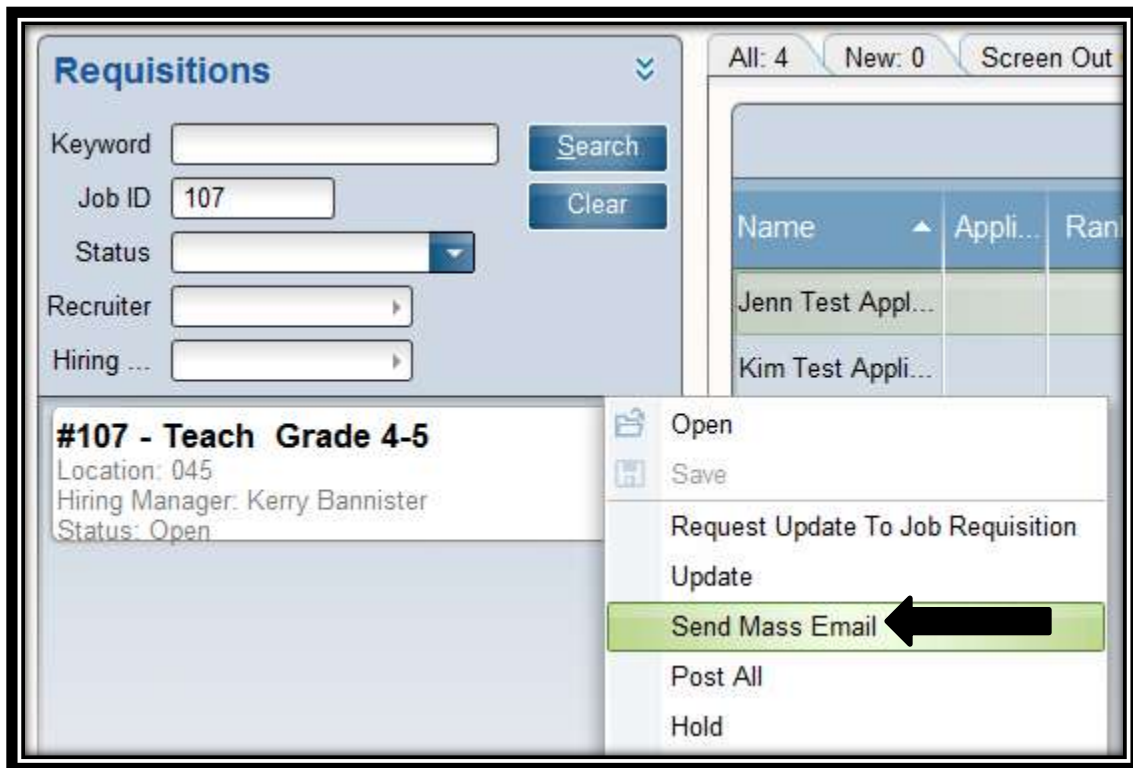 Requisitions
Keyword
Search
Job ID 107
Clear
Status
Recruiter
Hiring ...
#107 - Teach Grade 4-5
Location: 045
Hiring Manager: Kerry Bannister
Status: Open
All: 4 New: 0 Screen Out
Name Appli... Ran
Jenn Test Appl...
Kim Test Appli...
Open
Save
Request Update To Job Requisition
Update
Send Mass Email
Post All
Hold